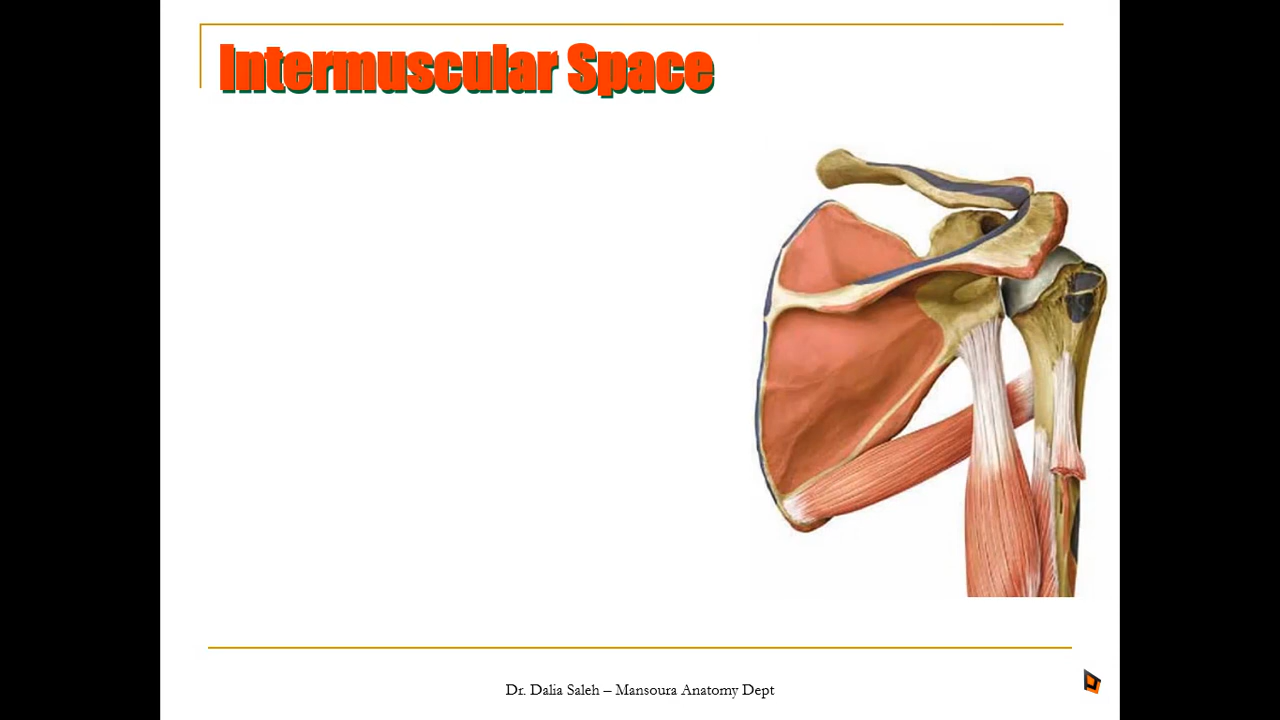 Intermuscular Space
Dr. Dalia Saleh – Mansoura Anatomy Dept